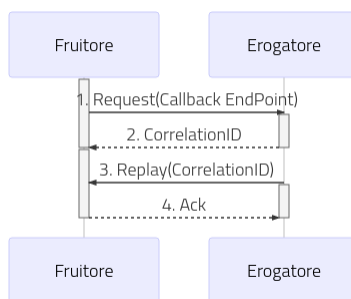 Fruitore Erogatore
1. Request(Callback EndPoint)
2. CorrelationID
3. Replay(CorrelationID)
4. Ack
Fruitore Erogatore